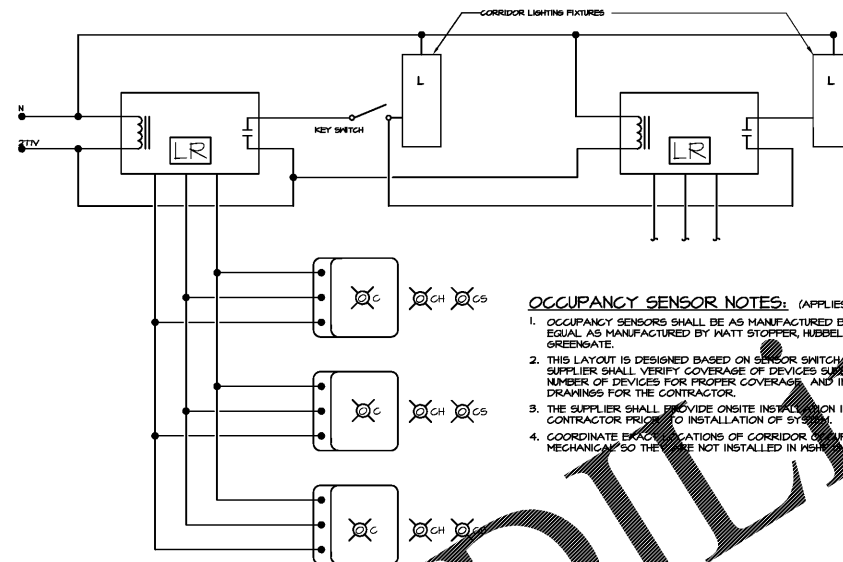 CORRIDOR LIGHTING FIXTURES
L
L
N
277V
LR
KEY SWITCH
LR
C
CH
CS
C
CH
CS
C
CH
CS
OCCUPANCY SENSOR NOTES: (APPLIES
1. OCCUPANCY SENSORS SHALL BE AS MANUFACTURED B
EQUAL AS MANUFACTURED BY WATT STOPPER, HUBBEL
GREENGATE.
2. THIS LAYOUT IS DESIGNED BASED ON SENSOR SWITCH
SUPPLIER SHALL VERIFY COVERAGE OF DEVICES
NUMBER OF DEVICES FOR PROPER COVERAGE AND
DRAWINGS FOR THE CONTRACTOR.
3. THE SUPPLIER SHALL PROVIDE ONSITE INSTALLATION
CONTRACTOR PRIOR TO INSTALLATION OF SYSTEM.
4. COORDINATE EXACT LOCATIONS OF CORRIDOR
MECHANICAL SO THEY ARE NOT INSTALLED IN